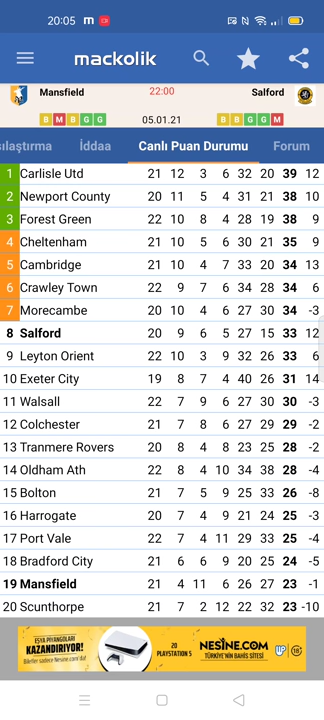 20:05 m
mackolik
Mansfield 22:00 Salford
B M B G G 05.01.21 B B G G M
ılaştırma İddaa Canlı Puan Durumu Forum
1 Carlisle Utd 21 12 3 6 32 20 39 12
2 Newport County 20 11 5 4 31 21 38 10
3 Forest Green 22 10 8 4 28 19 38 9
4 Cheltenham 21 10 5 6 30 21 35 9
5 Cambridge 21 10 4 7 33 20 34 13
6 Crawley Town 22 9 7 6 34 28 34 6
7 Morecambe 20 10 4 6 27 30 34 -3
8 Salford 20 9 6 5 27 15 33 12
9 Leyton Orient 22 10 3 9 32 26 33 6
10 Exeter City 19 8 7 4 40 26 31 14
11 Walsall 22 7 9 6 27 30 30 -3
12 Colchester 21 7 8 6 27 29 29 -2
13 Tranmere Rovers 20 8 4 8 23 25 28 -2
14 Oldham Ath 22 8 4 10 34 38 28 -4
15 Bolton 21 7 5 9 25 33 26 -8
16 Harrogate 20 7 4 9 21 24 25 -3
17 Port Vale 22 7 4 11 29 33 25 -4
18 Bradford City 21 6 6 9 20 25 24 -5
19 Mansfield 21 4 11 6 26 27 23 -1
20 Scunthorpe 21 7 2 12 22 32 23 -10
EŞYA PİYANGOLARI
KAZANDIRIYOR!
Biletler sadece Nesine'de!
20
PLAYSTATION 5
NESİNE.COM
TÜRKİYE'NİN BAHİS SİTESİ
18+